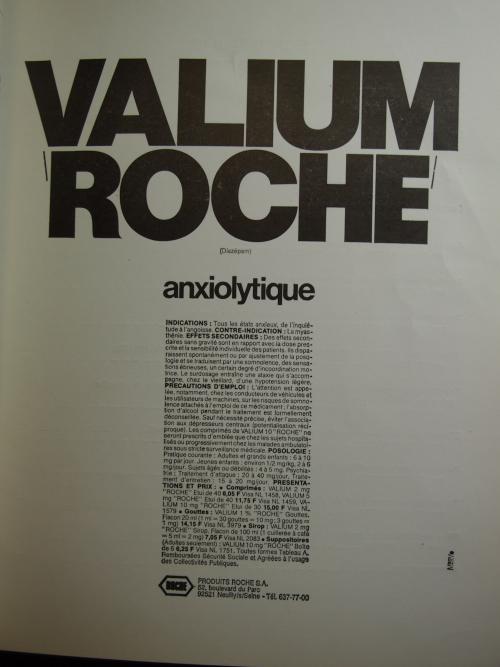 VALIUM
ROCHE
(Diazépam)
anxiolytique
INDICATIONS : Tous les états anxieux, de l'inquié-
tude à l'angoisse. CONTRE-INDICATION : La myas-
thénie. EFFETS SECONDAIRES : Des effets secon-
daires sans gravité sont en rapport avec la dose pres-
crite et la sensibilité individuelle des patients. Ils dispa-
raissent spontanément ou par ajustement de la poso-
logie et se traduisent par une somnolence, des sensa-
tions ébrieuses, un certain degré d'incoordination mo-
trice. Le surdosage entraîne une ataxie qui s'accom-
pagne, chez le Vieillard, d'une hypotension légère.
PRECAUTIONS D'EMPLOI : L'attention est appe-
lée, notamment, chez les conducteurs de véhicules et
les utilisateurs de machines, sur les risques de somno-
lence attachés à l'emploi de ce médicament ; l'absorp-
tion d'alcool pendant le traitement est formellement
déconseillée. Sauf nécessité précise, éviter l'associa-
tion aux dépresseurs centraux (potentialisation réci-
proque). Les comprimés de VALIUM 10 "ROCHE" ne
seront prescrits d'emblée que chez les sujets hospita-
lisés ou progressivement chez les malades ambulatoi-
res sous stricte surveillance médicale. POSOLOGIE :
Pratique courante : Adultes et grands enfants : 5 à 10
mg par jour. Jeunes enfants : environ 1/2 mg/kg, 2 à 6
mg/jour. Sujets âgés ou débilités : 4 à 5 mg. Psychia-
trie : Traitement d'attaque : 20 à 40 mg/jour. Traite-
ment d'entretien : 15 à 20 mg/jour. PRESENTA-
TIONS ET PRIX : • Comprimés : VALIUM 2 mg
"ROCHE" Etui de 40 6,05 F Visa NL 1458, VALIUM 5
mg "ROCHE" Etui de 40 11,75 F Visa NL 1459, VA-
LIUM 10 mg "ROCHE" Etui de 30 15,00 F Visa NL
1579 • Gouttes : VALIUM 1 % "ROCHE" Gouttes,
Flacon 20 ml (1 ml = 30 gouttes = 10 mg ; 3 gouttes =
1 mg) 14,15 F Visa NL 3979 • Sirop : VALIUM 2 mg
"ROCHE" Sirop, Flacon de 100 ml (1 cuillerée à café
= 5 ml = 2 mg) 7,05 F Visa NL 2083 • Suppositoires
(Adultes seulement) : VALIUM 10 mg "ROCHE" Boîte
de 5 6,25 F Visa NL 1751. Toutes formes Tableau A.
Remboursées Sécurité Sociale et Agréées à l'usage
des Collectivités Publiques.
ROCHE
PRODUITS ROCHE S.A.
52, boulevard du Parc
92521 Neuilly/s/Seine - Tél. 637-77-00